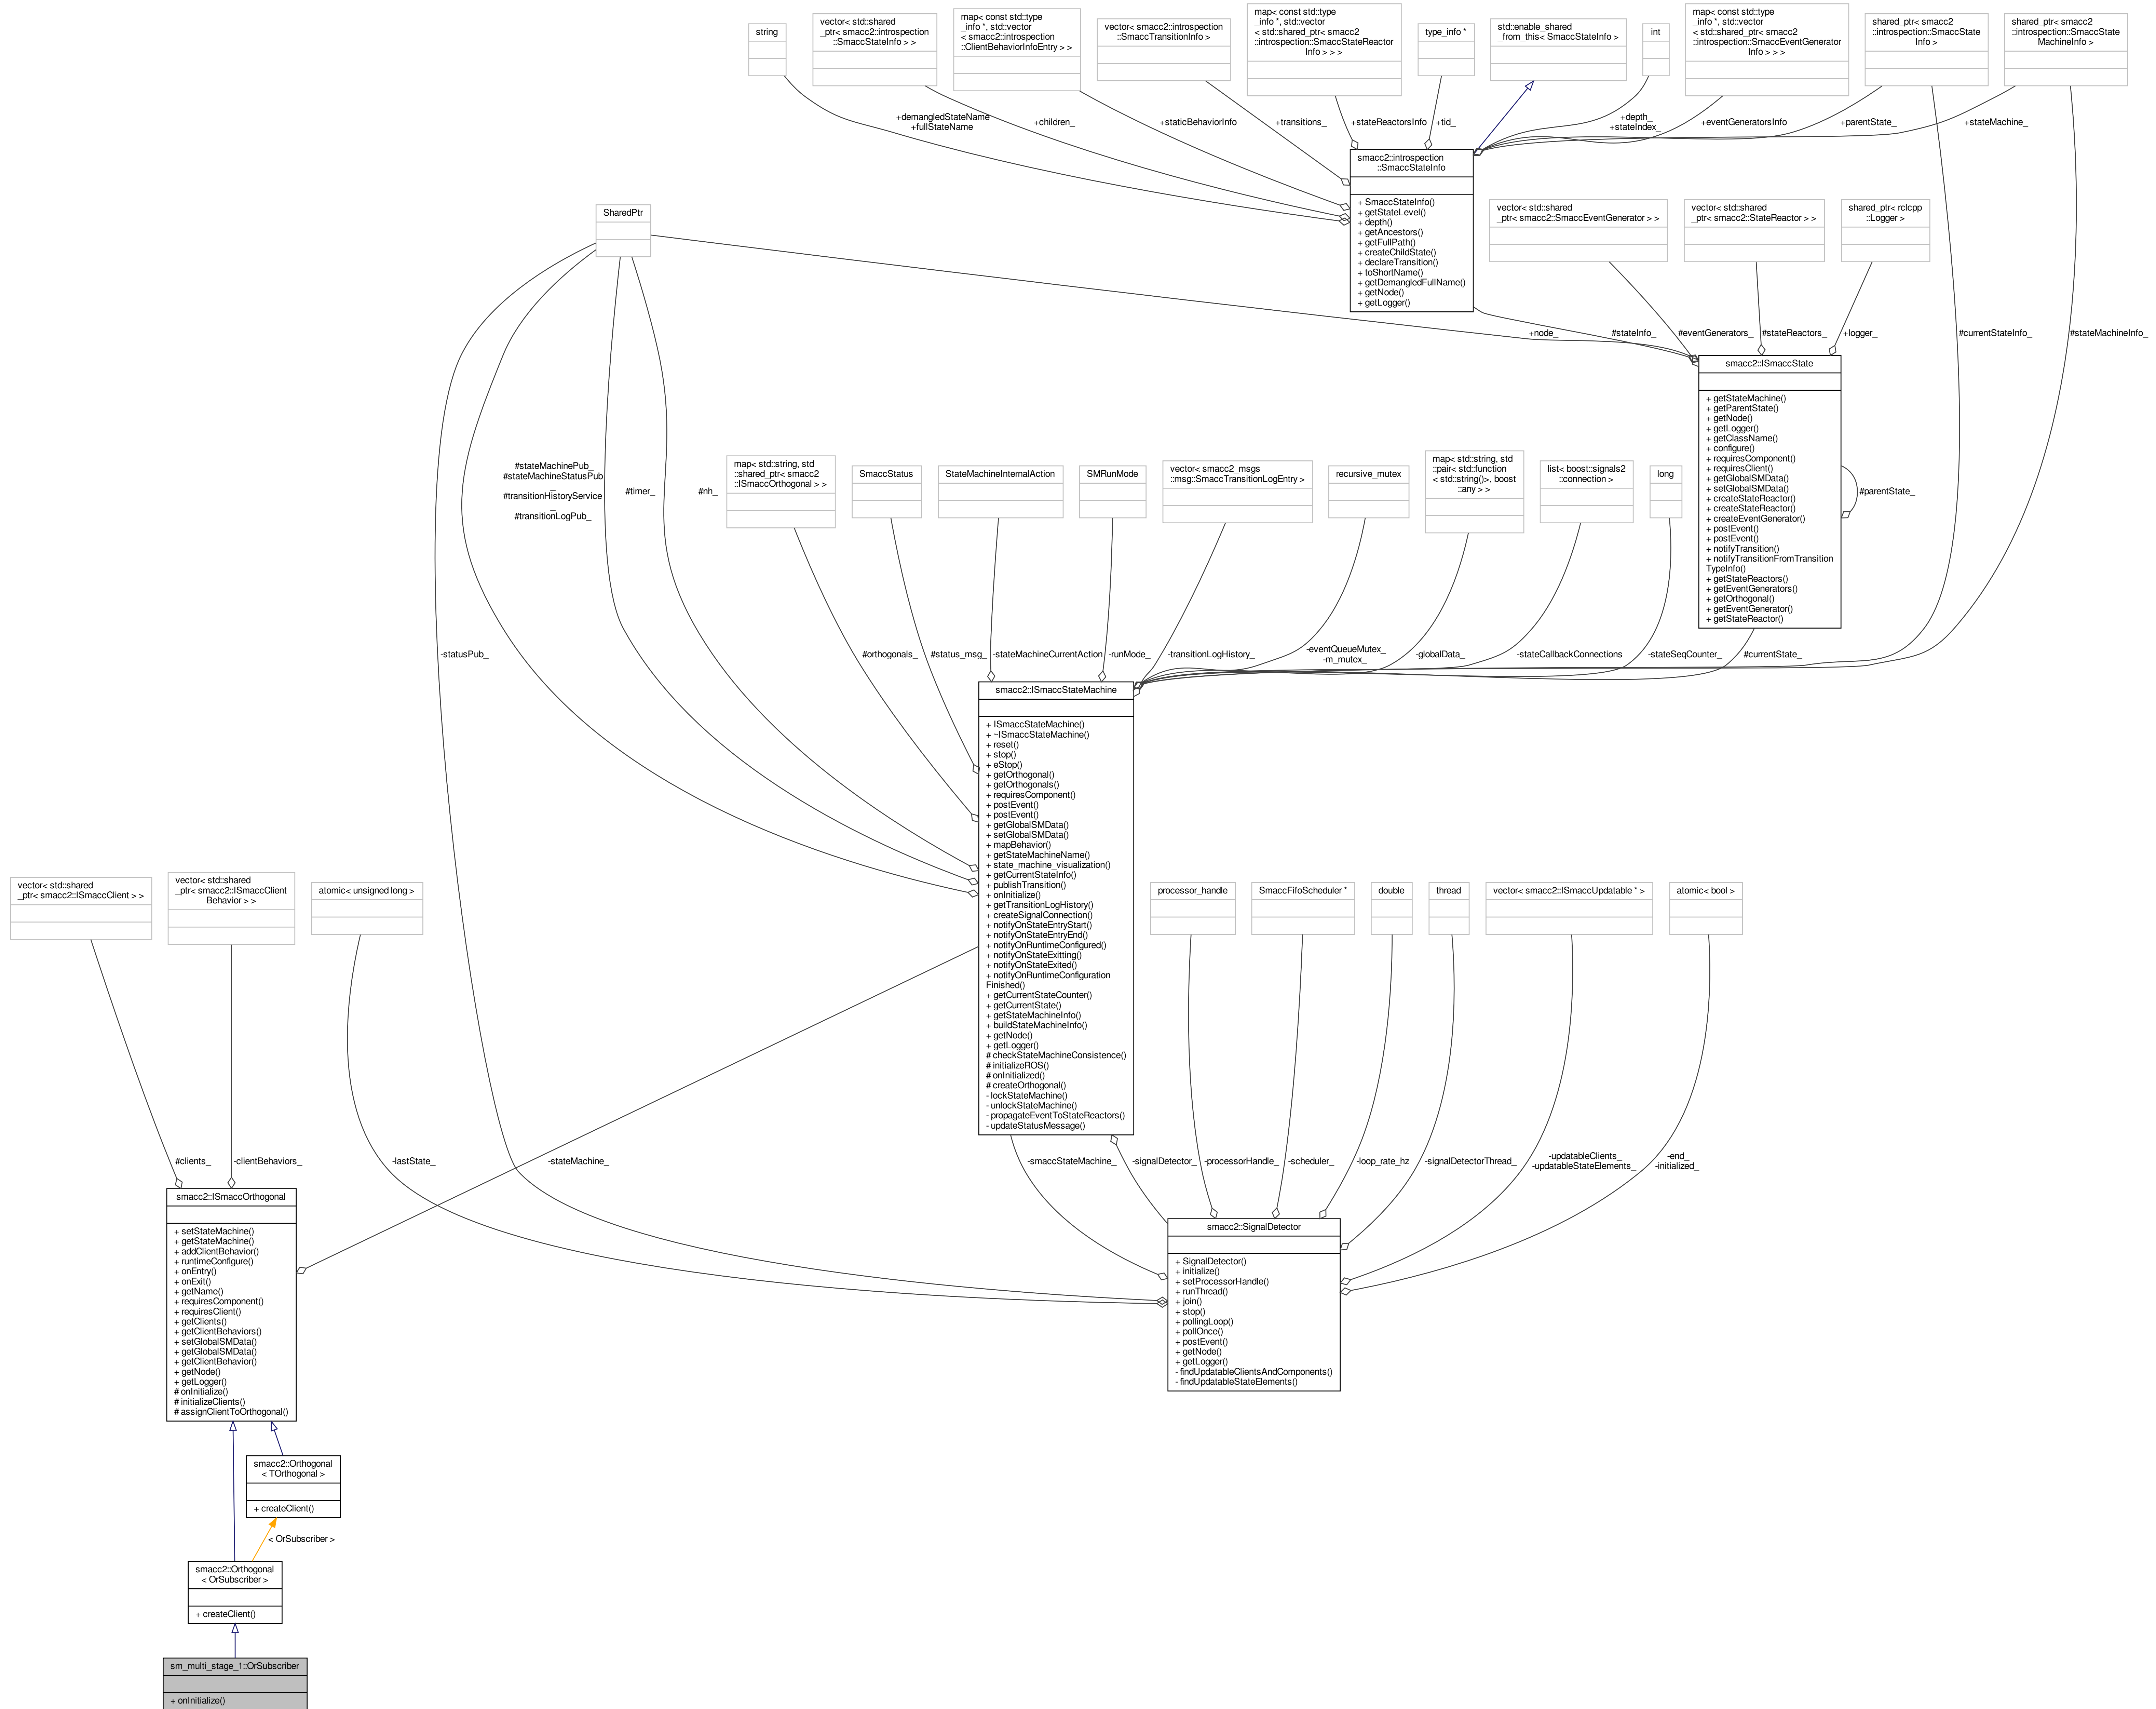 string
vector< std::shared
_ptr< smacc2::introspection
::SmaccStateInfo > >
map< const std::type
_info *, std::vector
< smacc2::introspection
::ClientBehaviorInfoEntry > >
vector< smacc2::introspection
::SmaccTransitionInfo >
map< const std::type
_info *, std::vector
< std::shared_ptr< smacc2
::introspection::SmaccStateReactor
Info > > >
type_info *
std::enable_shared
_from_this< SmaccStateInfo >
int
map< const std::type
_info *, std::vector
< std::shared_ptr< smacc2
::introspection::SmaccEventGenerator
Info > > >
shared_ptr< smacc2
::introspection::SmaccState
Info >
shared_ptr< smacc2
::introspection::SmaccState
MachineInfo >
+demangledStateName
+fullStateName
+children_
+staticBehaviorInfo
+transitions_
+stateReactorsInfo
+tid_
+depth_
+stateIndex_
+eventGeneratorsInfo
+parentState_
+stateMachine_
smacc2::introspection
::SmaccStateInfo
+ SmaccStateInfo()
+ getStateLevel()
+ depth()
+ getAncestors()
+ getFullPath()
+ createChildState()
+ declareTransition()
+ toShortName()
+ getDemangledFullName()
+ getNode()
+ getLogger()
SharedPtr
vector< std::shared
_ptr< smacc2::SmaccEventGenerator > >
vector< std::shared
_ptr< smacc2::StateReactor > >
shared_ptr< rclcpp
::Logger >
+node_
#stateInfo_
#eventGenerators_
#stateReactors_
+logger_
#currentStateInfo_
#stateMachineInfo_
smacc2::ISmaccState
+ getStateMachine()
+ getParentState()
+ getNode()
+ getLogger()
+ getClassName()
+ configure()
+ requiresComponent()
+ requiresClient()
+ getGlobalSMData()
+ setGlobalSMData()
+ createStateReactor()
+ createStateReactor()
+ createEventGenerator()
+ postEvent()
+ postEvent()
+ notifyTransition()
+ notifyTransitionFromTransition
TypeInfo()
+ getStateReactors()
+ getEventGenerators()
+ getOrthogonal()
+ getEventGenerator()
+ getStateReactor()
#parentState_
#stateMachinePub_
#stateMachineStatusPub
_
#transitionHistoryService
_
#transitionLogPub_
#timer_
#nh_
map< std::string, std
::shared_ptr< smacc2
::ISmaccOrthogonal > >
SmaccStatus
StateMachineInternalAction
SMRunMode
vector< smacc2_msgs
::msg::SmaccTransitionLogEntry >
recursive_mutex
map< std::string, std
::pair< std::function
< std::string()>, boost
::any > >
list< boost::signals2
::connection >
long
-statusPub_
#orthogonals_
#status_msg_
-stateMachineCurrentAction
-runMode_
-transitionLogHistory_
-eventQueueMutex_
-m_mutex_
-globalData_
-stateCallbackConnections
-stateSeqCounter_
#currentState_
smacc2::ISmaccStateMachine
+ ISmaccStateMachine()
+ ~ISmaccStateMachine()
+ reset()
+ stop()
+ eStop()
+ getOrthogonal()
+ getOrthogonals()
+ requiresComponent()
+ postEvent()
+ postEvent()
+ getGlobalSMData()
+ setGlobalSMData()
+ mapBehavior()
+ getStateMachineName()
+ state_machine_visualization()
+ getCurrentStateInfo()
+ publishTransition()
+ onInitialize()
+ getTransitionLogHistory()
+ createSignalConnection()
+ notifyOnStateEntryStart()
+ notifyOnStateEntryEnd()
+ notifyOnRuntimeConfigured()
+ notifyOnStateExitting()
+ notifyOnStateExited()
+ notifyOnRuntimeConfiguration
Finished()
+ getCurrentStateCounter()
+ getCurrentState()
+ getStateMachineInfo()
+ buildStateMachineInfo()
+ getNode()
+ getLogger()
# checkStateMachineConsistence()
# initializeROS()
# onInitialized()
# createOrthogonal()
- lockStateMachine()
- unlockStateMachine()
- propagateEventToStateReactors()
- updateStatusMessage()
vector< std::shared
_ptr< smacc2::ISmaccClient > >
vector< std::shared
_ptr< smacc2::ISmaccClient
Behavior > >
atomic< unsigned long >
processor_handle
SmaccFifoScheduler *
double
thread
vector< smacc2::ISmaccUpdatable * >
atomic< bool >
#clients_
-clientBehaviors_
-lastState_
-stateMachine_
-smaccStateMachine_
-signalDetector_
-processorHandle_
-scheduler_
-loop_rate_hz
-signalDetectorThread_
-updatableClients_
-updatableStateElements_
-end_
-initialized_
smacc2::ISmaccOrthogonal
+ setStateMachine()
+ getStateMachine()
+ addClientBehavior()
+ runtimeConfigure()
+ onEntry()
+ onExit()
+ getName()
+ requiresComponent()
+ requiresClient()
+ getClients()
+ getClientBehaviors()
+ setGlobalSMData()
+ getGlobalSMData()
+ getClientBehavior()
+ getNode()
+ getLogger()
# onInitialize()
# initializeClients()
# assignClientToOrthogonal()
smacc2::SignalDetector
+ SignalDetector()
+ initialize()
+ setProcessorHandle()
+ runThread()
+ join()
+ stop()
+ pollingLoop()
+ pollOnce()
+ postEvent()
+ getNode()
+ getLogger()
- findUpdatableClientsAndComponents()
- findUpdatableStateElements()
smacc2::Orthogonal
< TOrthogonal >
+ createClient()
< OrSubscriber >
smacc2::Orthogonal
< OrSubscriber >
+ createClient()
sm_multi_stage_1::OrSubscriber
+ onInitialize()